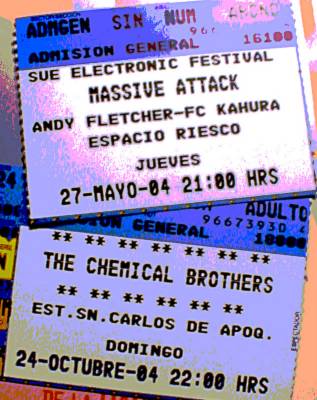 ADMGEN SIN NUM
ADMISION GENERAL 16100
SUE ELECTRONIC FESTIVAL
MASSIVE ATTACK
ANDY FLETCHER-FC KAHURA
ESPACIO RIESCO
JUEVES
27-MAYO-04 21:00 HRS
ADULTO
GENERAL 9667393D
18000
** ** ** ** ** ** **
THE CHEMICAL BROTHERS
** ** ** ** ** **
EST.SN.CARLOS DE APOQ.
DOMINGO
24-OCTUBRE-04 22:00 HRS
ESPECTADOR